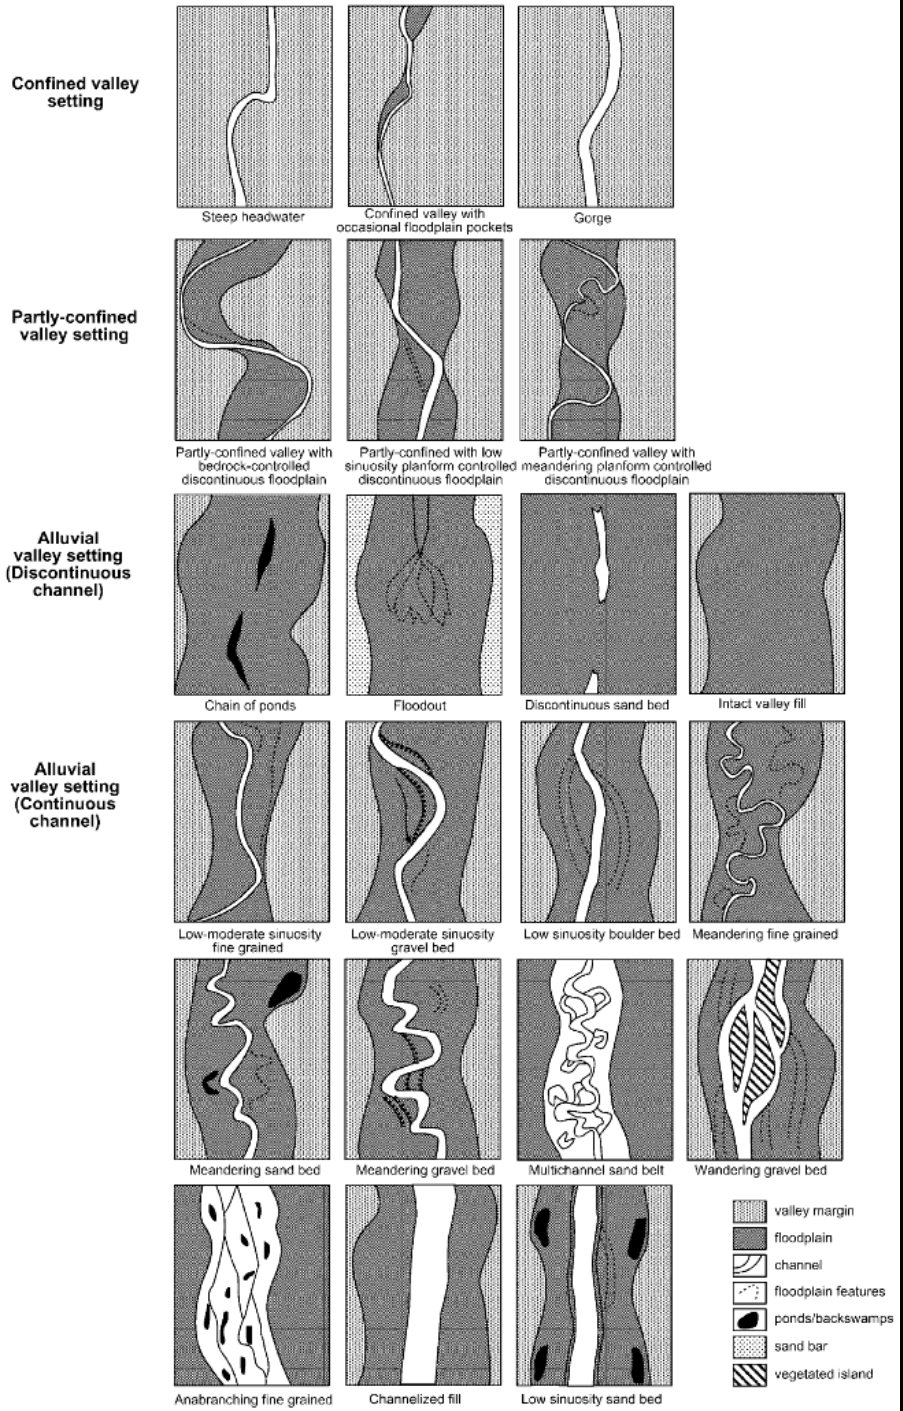 Confined valley
setting
Steep headwater
Confined valley with
occasional floodplain pockets
Gorge
Partly-confined
valley setting
Partly-confined valley with
bedrock-controlled
discontinuous floodplain
Partly-confined with low
sinuosity planform controlled
discontinuous floodplain
Partly-confined valley with
meandering planform controlled
discontinuous floodplain
Alluvial
valley setting
(Discontinuous
channel)
Chain of ponds
Floodout
Discontinuous sand bed
Intact valley fill
Alluvial
valley setting
(Continuous
channel)
Low-moderate sinuosity
fine grained
Low-moderate sinuosity
gravel bed
Low sinuosity boulder bed
Meandering fine grained
Meandering sand bed
Meandering gravel bed
Multichannel sand belt
Wandering gravel bed
Anabranching fine grained
Channelized fill
Low sinuosity sand bed
valley margin
floodplain
channel
floodplain features
ponds/backswamps
sand bar
vegetated island